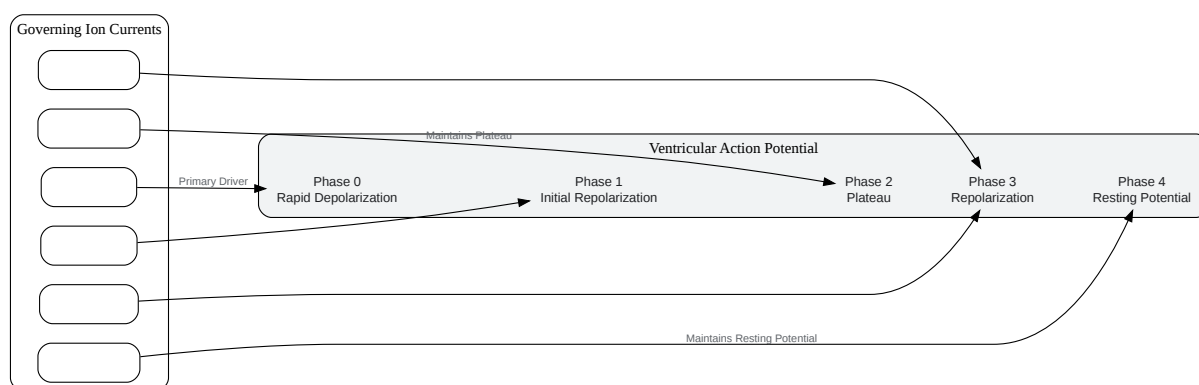 Governing Ion Currents
Maintains Plateau
Ventricular Action Potential
Primary Driver
Phase 0
Rapid Depolarization
Phase 1
Initial Repolarization
Phase 2
Plateau
Phase 3
Repolarization
Phase 4
Resting Potential
Maintains Resting Potential